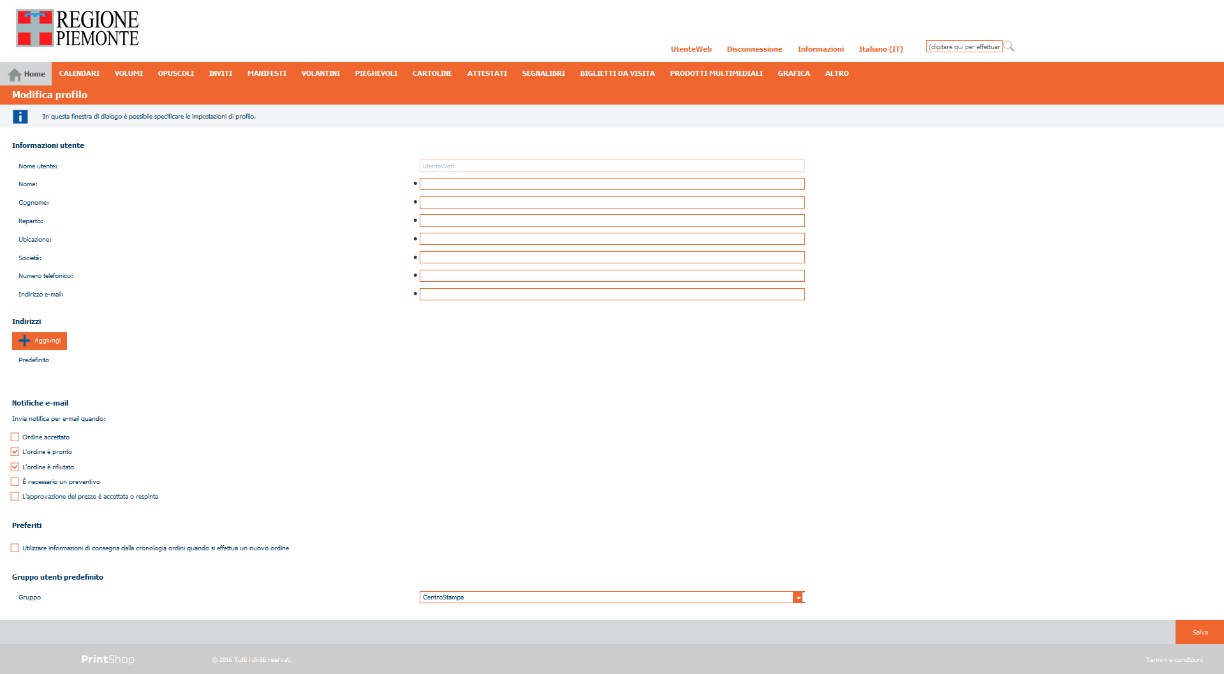 REGIONE
PIEMONTE
UtenteWeb Disconnessione Informazioni Italiano (IT) (digitare qui per effettuar
Home CALENDARI VOLUMI OPUSCOLI INVITI MANIFESTI VOLANTINI PIEGHEVOLI CARTOLINE ATTESTATI SEGNALIBRI BIGLIETTI DA VISITA PRODOTTI MULTIMEDIALI GRAFICA ALTRO
Modifica profilo
In questa finestra di dialogo è possibile specificare le impostazioni di profilo.
Informazioni utente
Nome utente: UtenteWeb
Nome:
Cognome:
Reparto:
Ubicazione:
Società:
Numero telefonico:
Indirizzo e-mail:
Indirizzi
Aggiungi
Predefinito
Notifiche e-mail
Invia notifica per e-mail quando:
Ordine accettato
L'ordine è pronto
L'ordine è rifiutato
È necessario un preventivo
L'approvazione del prezzo è accettata o respinta
Preferiti
Utilizzare informazioni di consegna dalla cronologia ordini quando si effettua un nuovo ordine
Gruppo utenti predefinito
Gruppo CentroStampa
Salva
PrintShop © 2016 Tutti i diritti riservati. Termini e condizioni